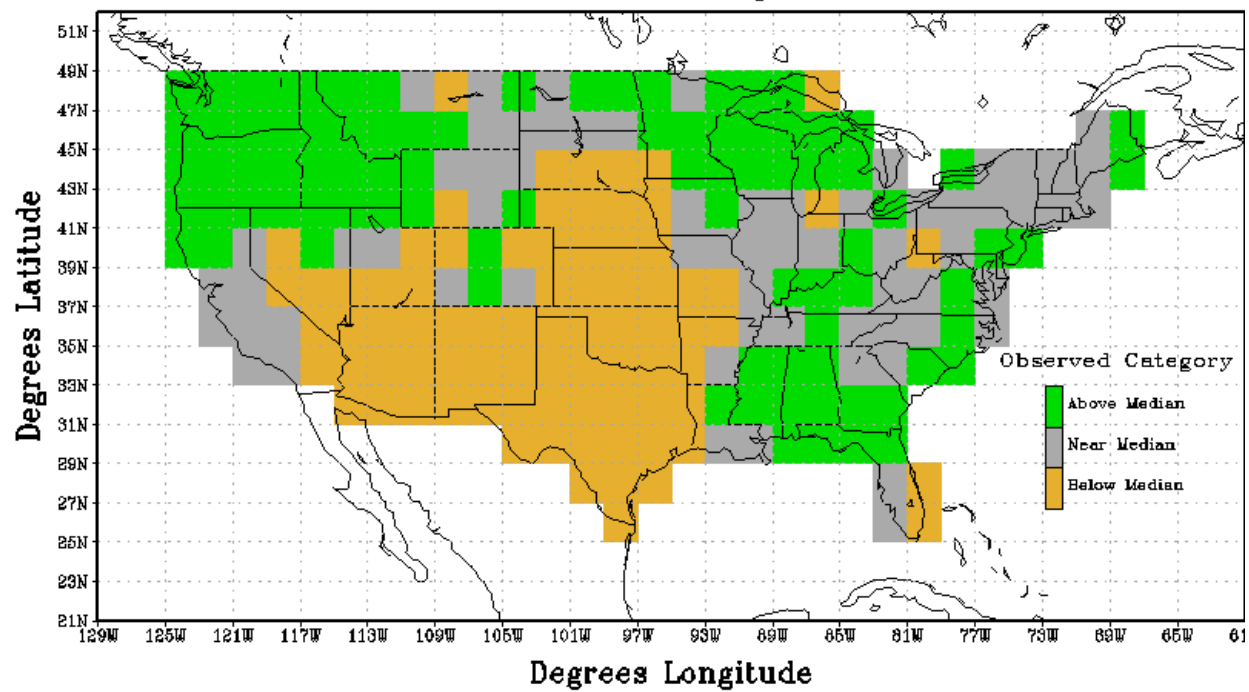 51N
49N
47N
45N
43N
41N
39N
37N
35N
33N
31N
29N
27N
25N
23N
21N
Degrees Latitude
129W 125W 121W 117W 113W 109W 105W 101W 97W 93W 89W 85W 81W 77W 73W 69W 65W 61
Degrees Longitude
Observed Category
Above Median
Near Median
Below Median